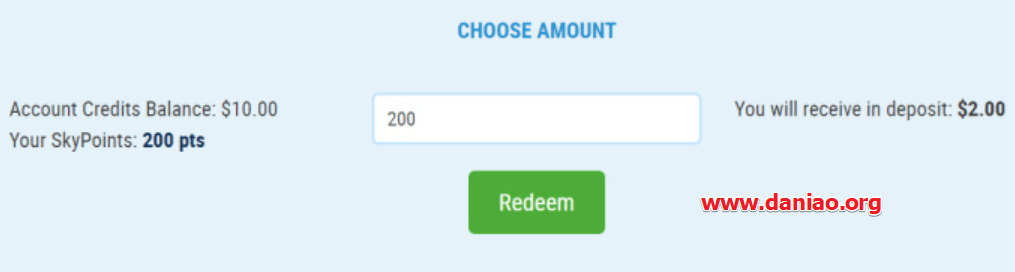 CHOOSE AMOUNT
Account Credits Balance: $10.00
Your SkyPoints: 200 pts
200
You will receive in deposit: $2.00
Redeem
www.daniao.org